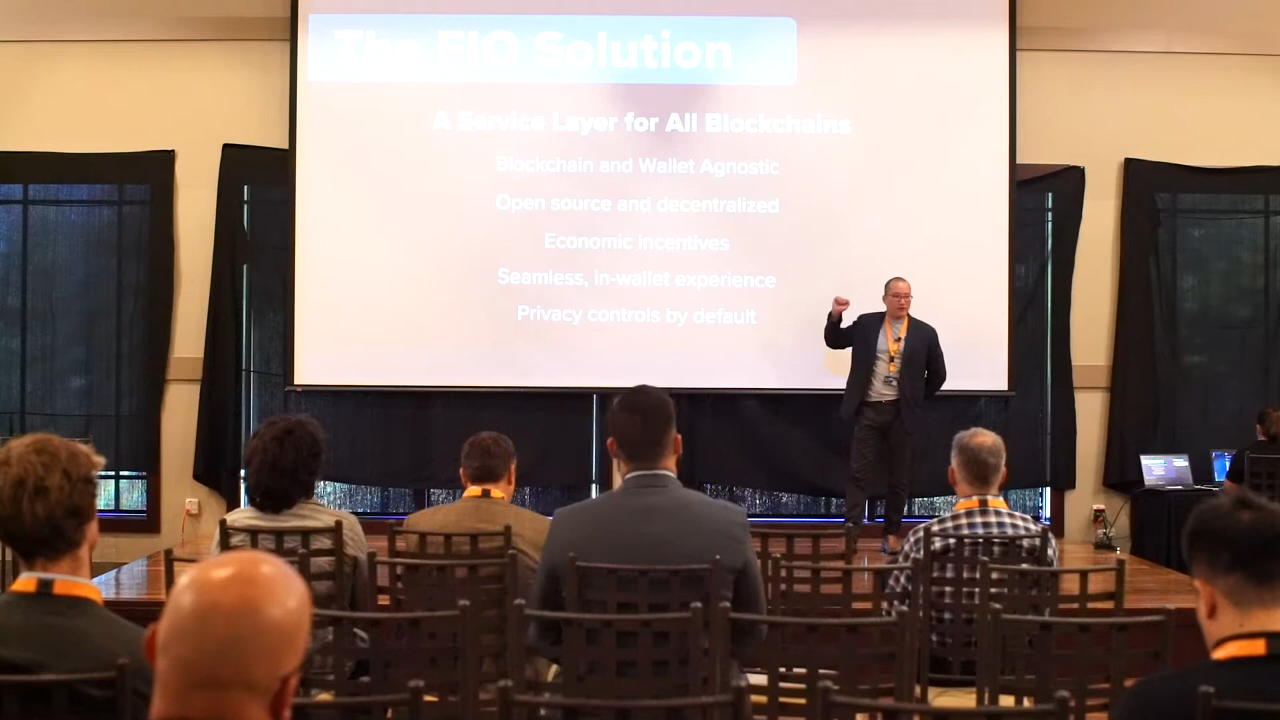 The FIO Solution
A Service Layer for All Blockchains
Blockchain and Wallet Agnostic
Open source and decentralized
Economic incentives
Seamless, in-wallet experience
Privacy controls by default